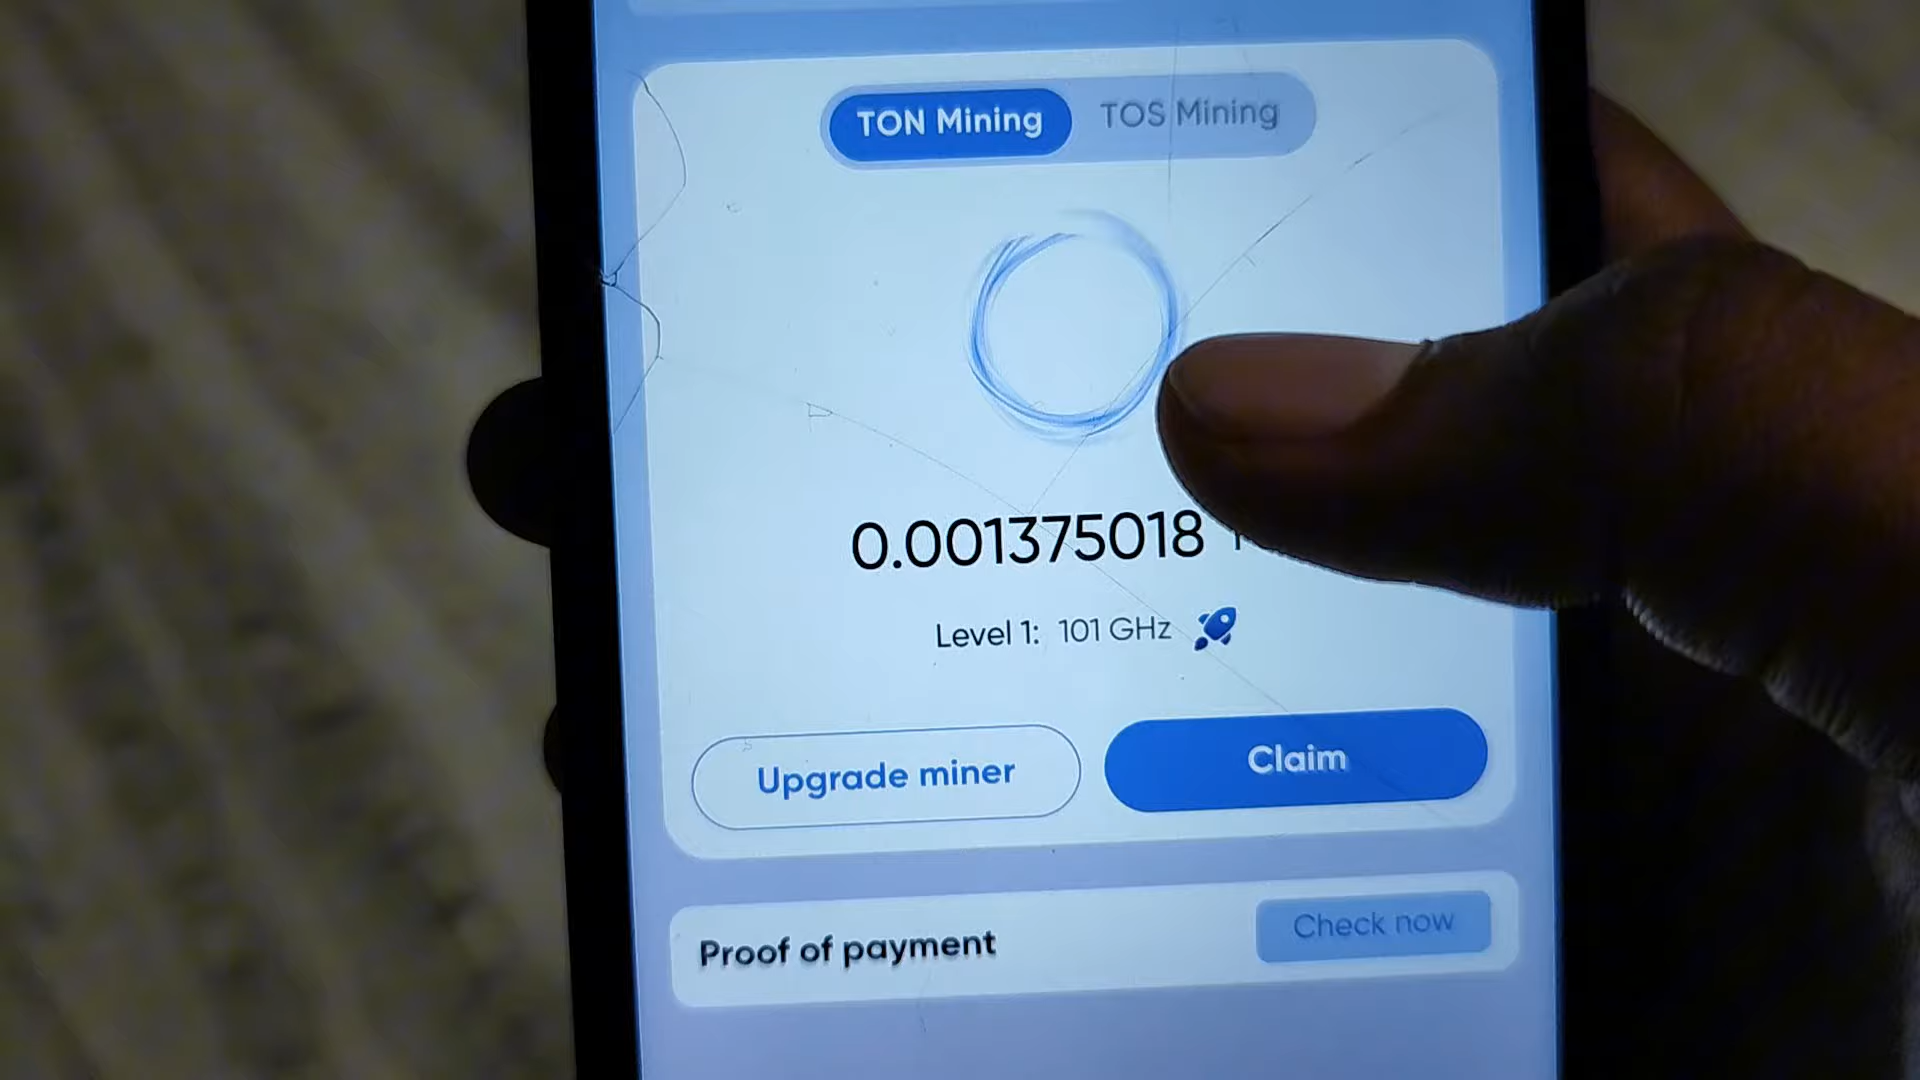 TON Mining TOS Mining
0.001375018
Level 1: 101 GHz
Upgrade miner Claim
Proof of payment Check now